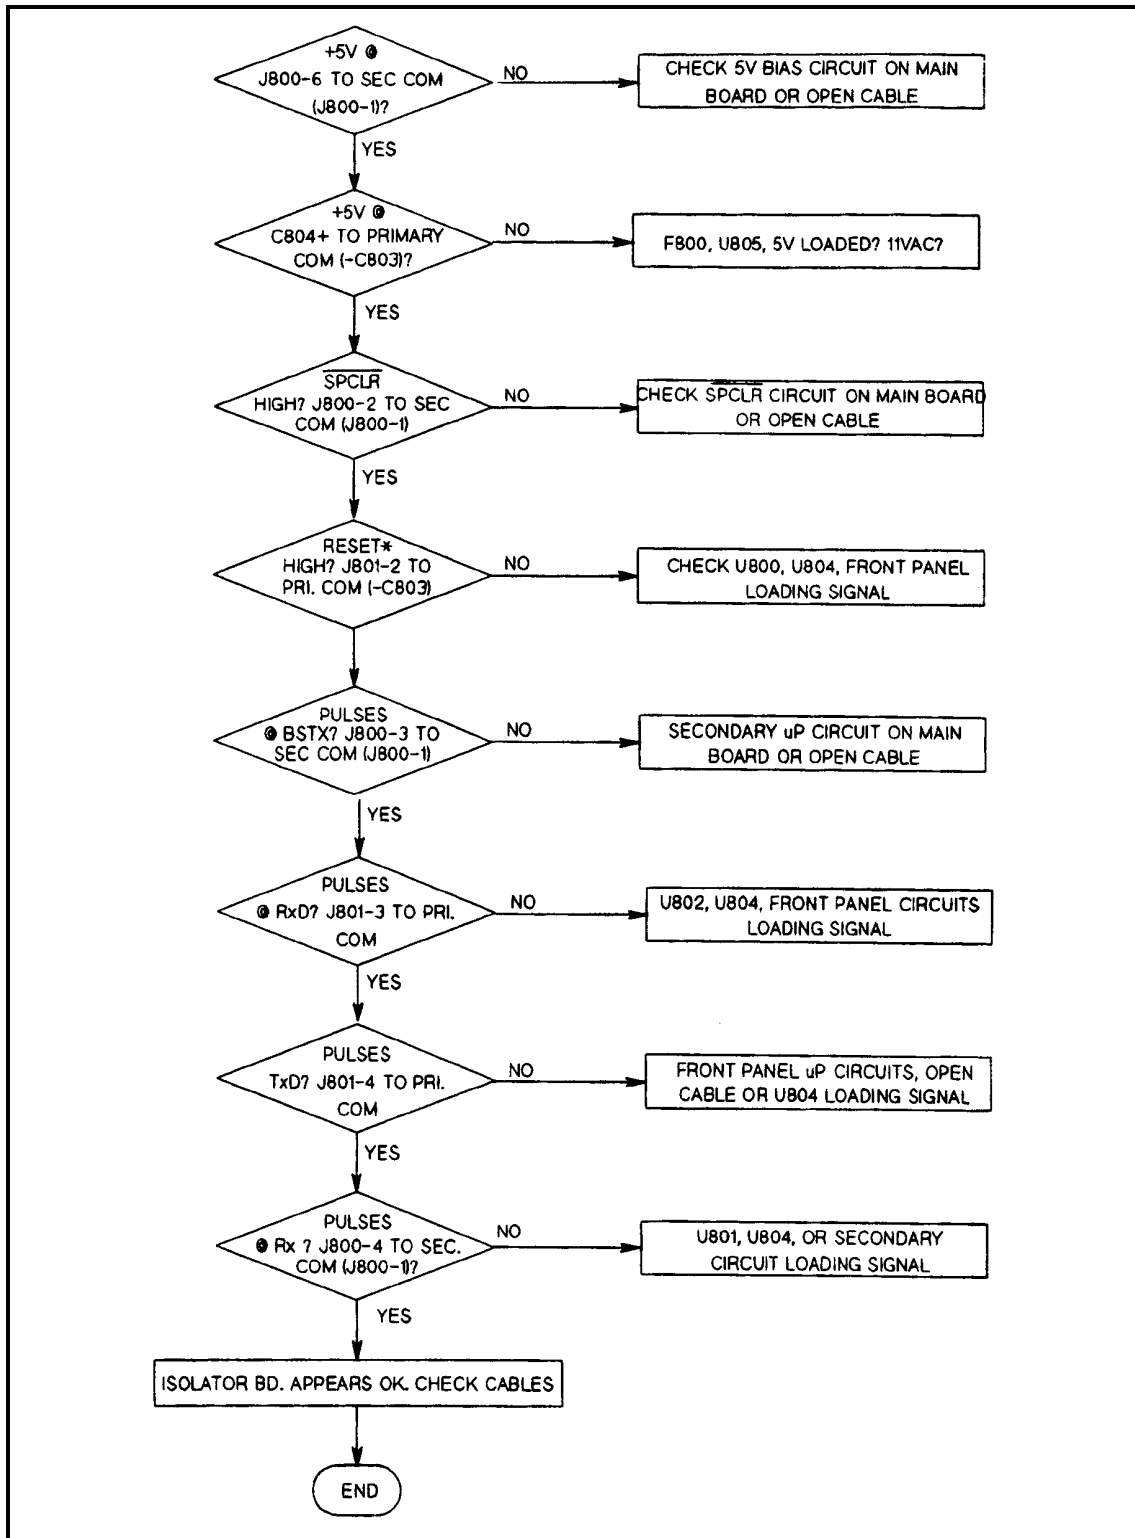 +5V @
J800-6 TO SEC COM
(J800-1)?
NO
CHECK 5V BIAS CIRCUIT ON MAIN
BOARD OR OPEN CABLE
YES
+5V @
C804+ TO PRIMARY
COM (-C803)?
NO
F800, U805, 5V LOADED? 11VAC?
YES
SPCLR
HIGH? J800-2 TO SEC
COM (J800-1)
NO
CHECK SPCLR CIRCUIT ON MAIN BOARD
OR OPEN CABLE
YES
RESET*
HIGH? J801-2 TO
PRI. COM (-C803)
NO
CHECK U800, U804, FRONT PANEL
LOADING SIGNAL
PULSES
@ BSTX? J800-3 TO
SEC COM (J800-1)
NO
SECONDARY uP CIRCUIT ON MAIN
BOARD OR OPEN CABLE
YES
PULSES
@ RxD? J801-3 TO PRI.
COM
NO
U802, U804, FRONT PANEL CIRCUITS
LOADING SIGNAL
YES
PULSES
TxD? J801-4 TO PRI.
COM
NO
FRONT PANEL uP CIRCUITS, OPEN
CABLE OR U804 LOADING SIGNAL
YES
PULSES
@ Rx ? J800-4 TO SEC.
COM (J800-1)?
NO
U801, U804, OR SECONDARY
CIRCUIT LOADING SIGNAL
YES
ISOLATOR BD. APPEARS OK. CHECK CABLES
END